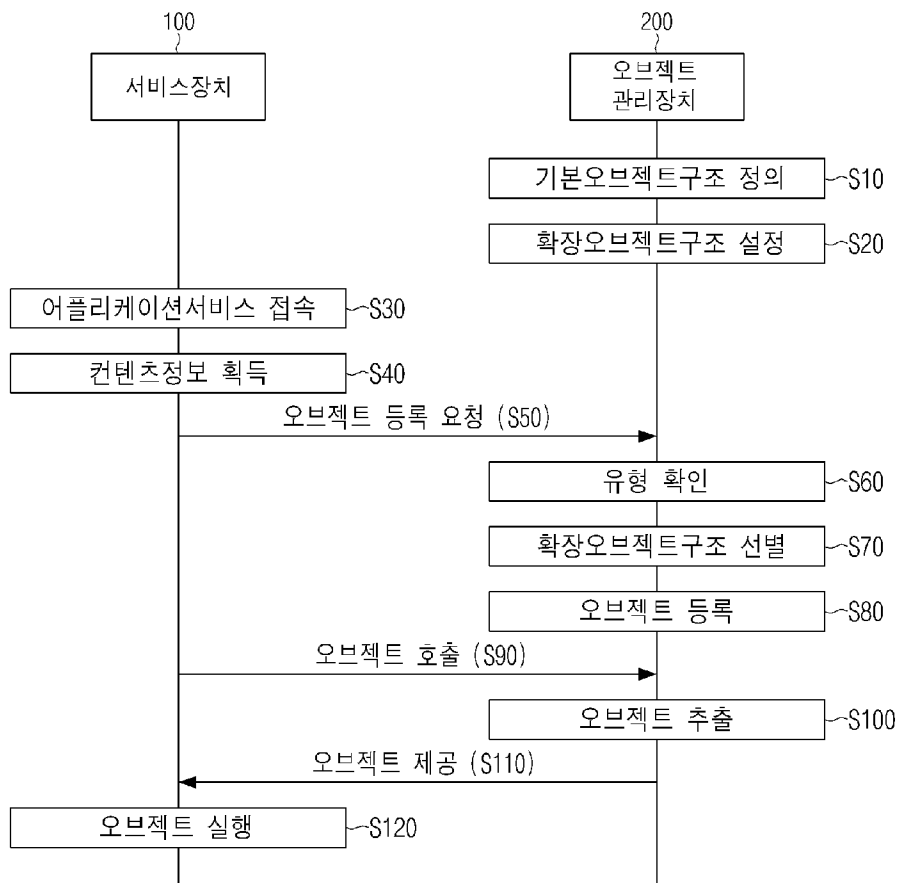 100
200
서비스장치
오브젝트
관리장치
기본오브젝트구조 정의
S10
확장오브젝트구조 설정
S20
어플리케이션서비스 접속
S30
컨텐츠정보 획득
S40
오브젝트 등록 요청 (S50)
유형 확인
S60
확장오브젝트구조 선별
S70
오브젝트 등록
S80
오브젝트 호출 (S90)
오브젝트 추출
S100
오브젝트 제공 (S110)
오브젝트 실행
S120